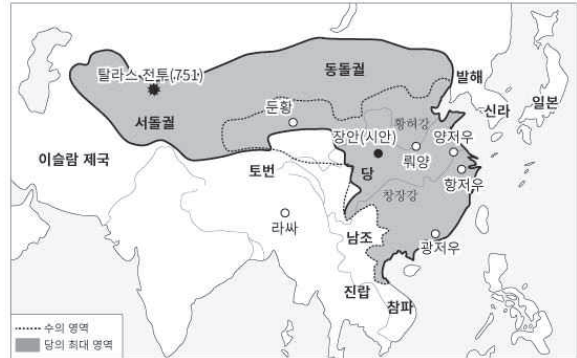 동돌궐
발해
탈라스 전투(751)
일본
신라
둔황
황허강
서돌궐
장안(시안)
양저우
뤄양
이슬람 제국
토번
당
항저우
창장강
라싸
남조
광저우
진랍
참파
수의 영역
당의 최대 영역